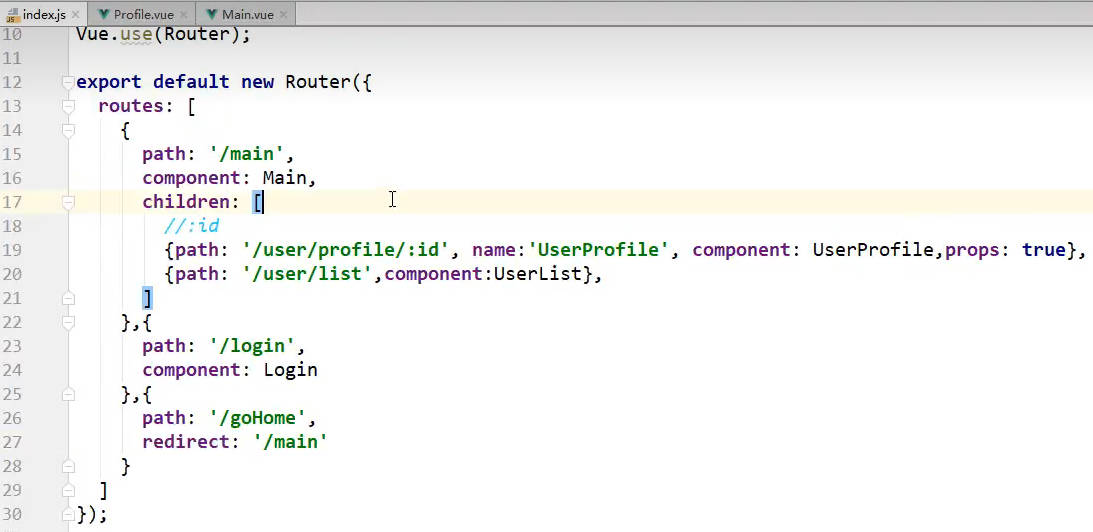 index.js Profile.vue Main.vue
10 Vue.use(Router);
11
12 export default new Router({
13 routes: [
14 {
15 path: '/main',
16 component: Main,
17 children: [
18 //:id
19 {path: '/user/profile/:id', name:'UserProfile', component: UserProfile,props: true},
20 {path: '/user/list',component:UserList},
21 ]
22 },{
23 path: '/login',
24 component: Login
25 },{
26 path: '/goHome',
27 redirect: '/main'
28 }
29 ]
30 });